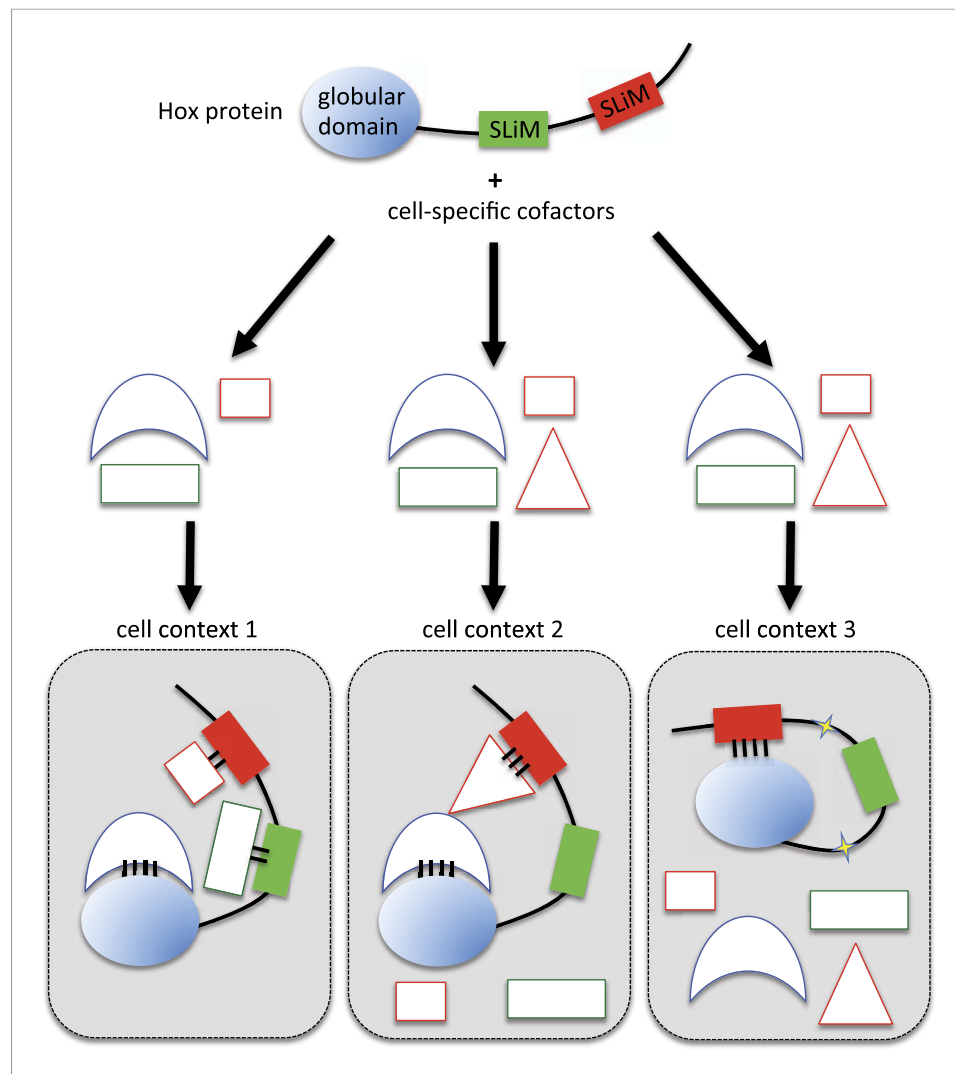 Hox protein
globular
domain
SLiM
SLiM
+
cell-specific cofactors
cell context 1
cell context 2
cell context 3